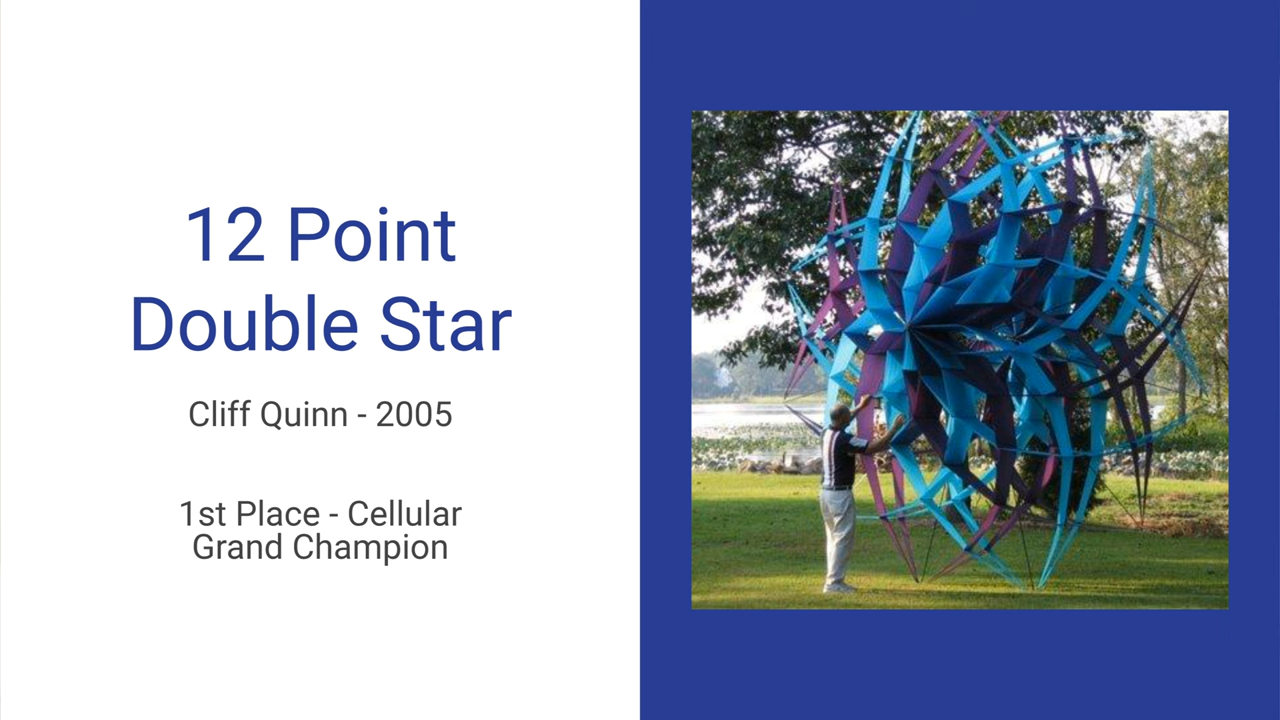 12 Point
Double Star
Cliff Quinn - 2005
1st Place - Cellular
Grand Champion